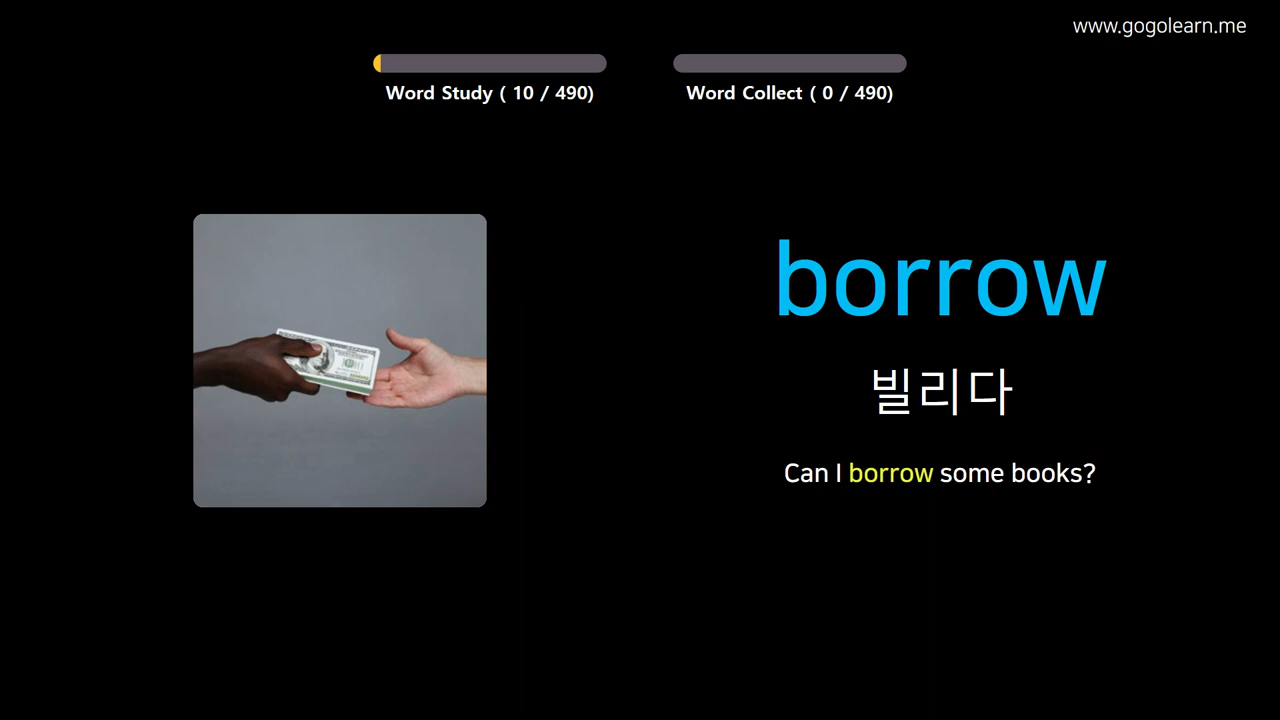 www.gogolearn.me
Word Study ( 10 / 490)
Word Collect ( 0 / 490)
borrow
빌리다
Can I borrow some books?